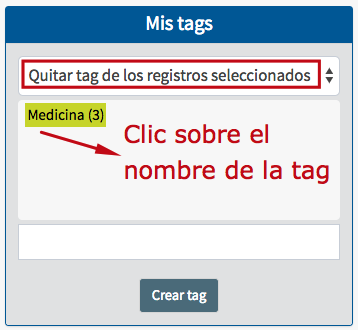 Mis tags
Quitar tag de los registros seleccionados
Medicina (3)
Clic sobre el
nombre de la tag
Crear tag